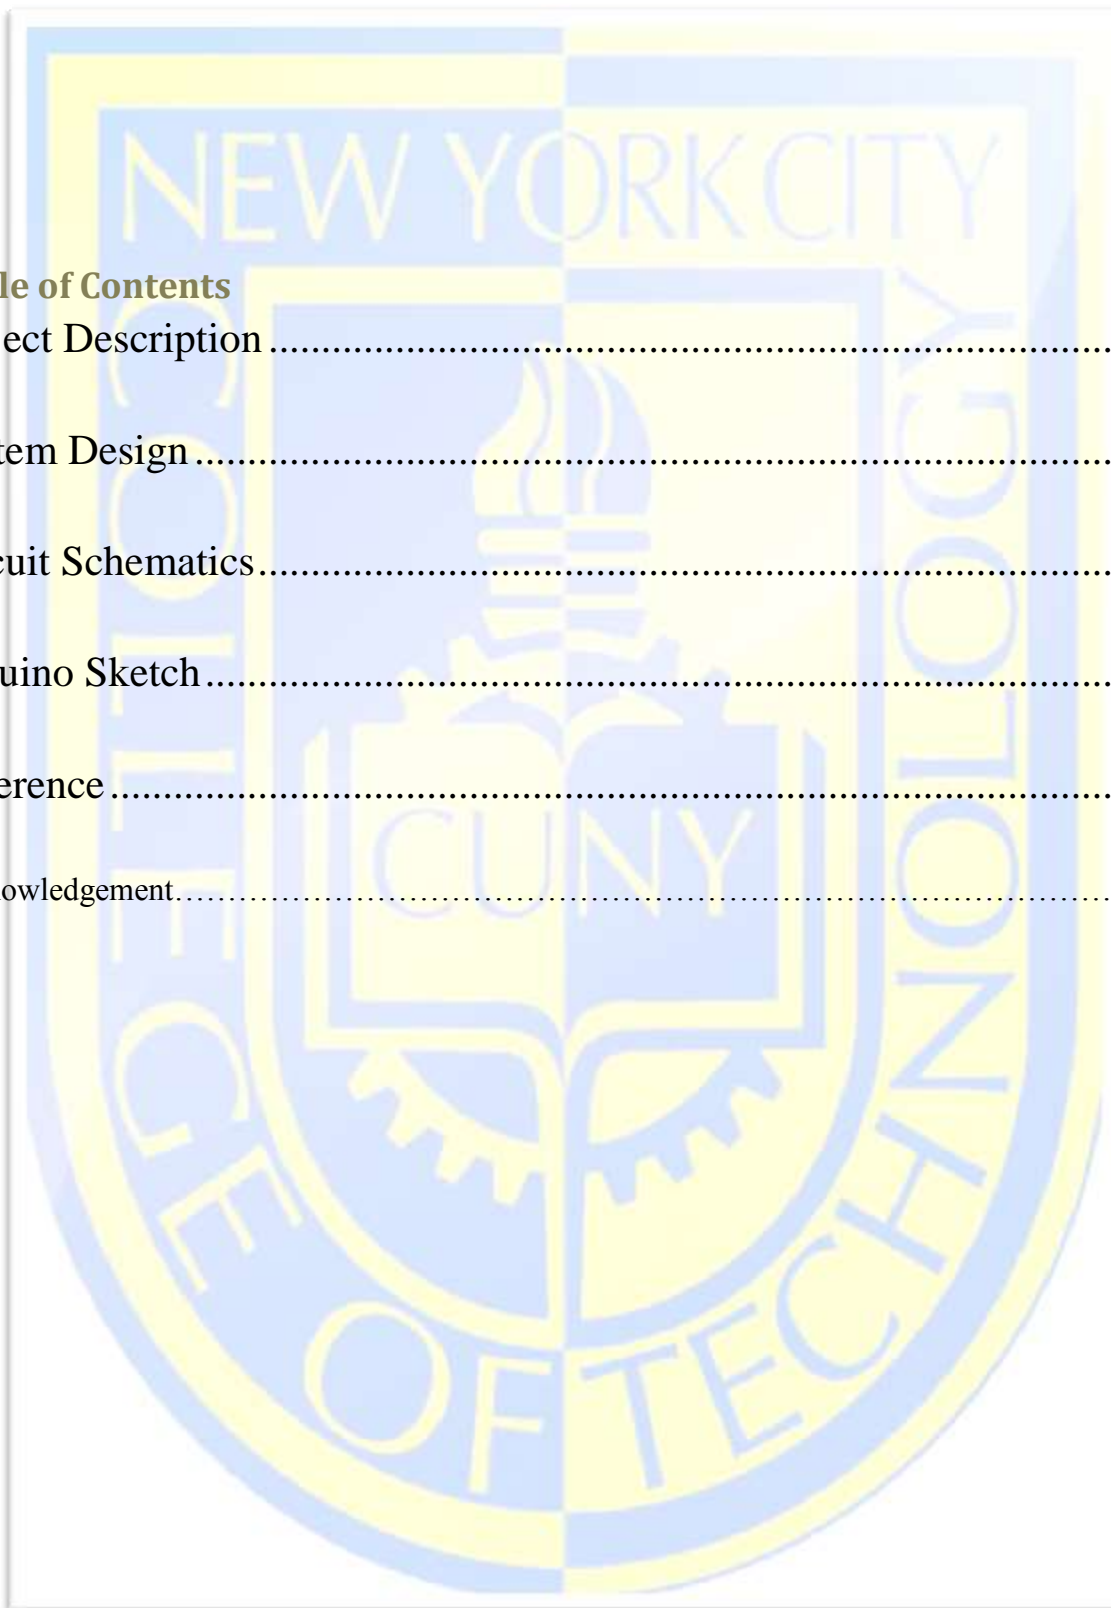 NEW YORK CITY
COLLEGE OF TECHNOLOGY
le of Contents
ect Description................................................................................
tem Design................................................................................
cuit Schematics................................................................................
uino Sketch................................................................................
erence................................................................................
CUNY
nowledgement................................................................................